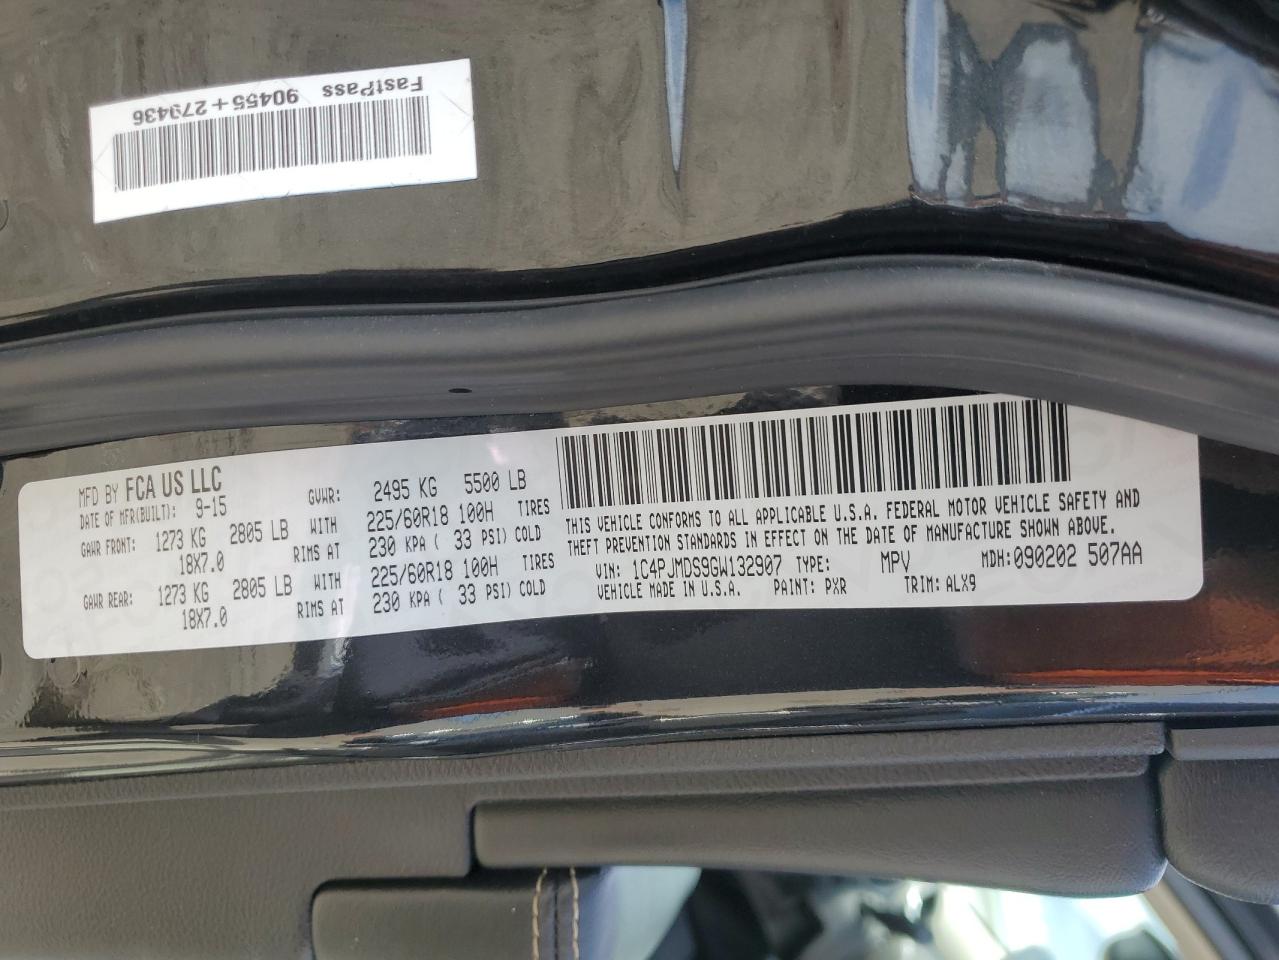 FastPass
90455+279436
MFD BY FCA US LLC
DATE OF MFR(BUILT): 9-15
GVWR: 2495 KG 5500 LB
GAWR FRONT: 1273 KG 2805 LB WITH 225/60R18 100H TIRES
18X7.0 RIMS AT 230 KPA ( 33 PSI) COLD
GAWR REAR: 1273 KG 2805 LB WITH 225/60R18 100H TIRES
18X7.0 RIMS AT 230 KPA ( 33 PSI) COLD
THIS VEHICLE CONFORMS TO ALL APPLICABLE U.S.A. FEDERAL MOTOR VEHICLE SAFETY AND
THEFT PREVENTION STANDARDS IN EFFECT ON THE DATE OF MANUFACTURE SHOWN ABOVE.
VIN: 1C4PJMDS9GW132907 TYPE: MPV MDH:090202 507AA
VEHICLE MADE IN U.S.A. PAINT: PXR TRIM: ALX9